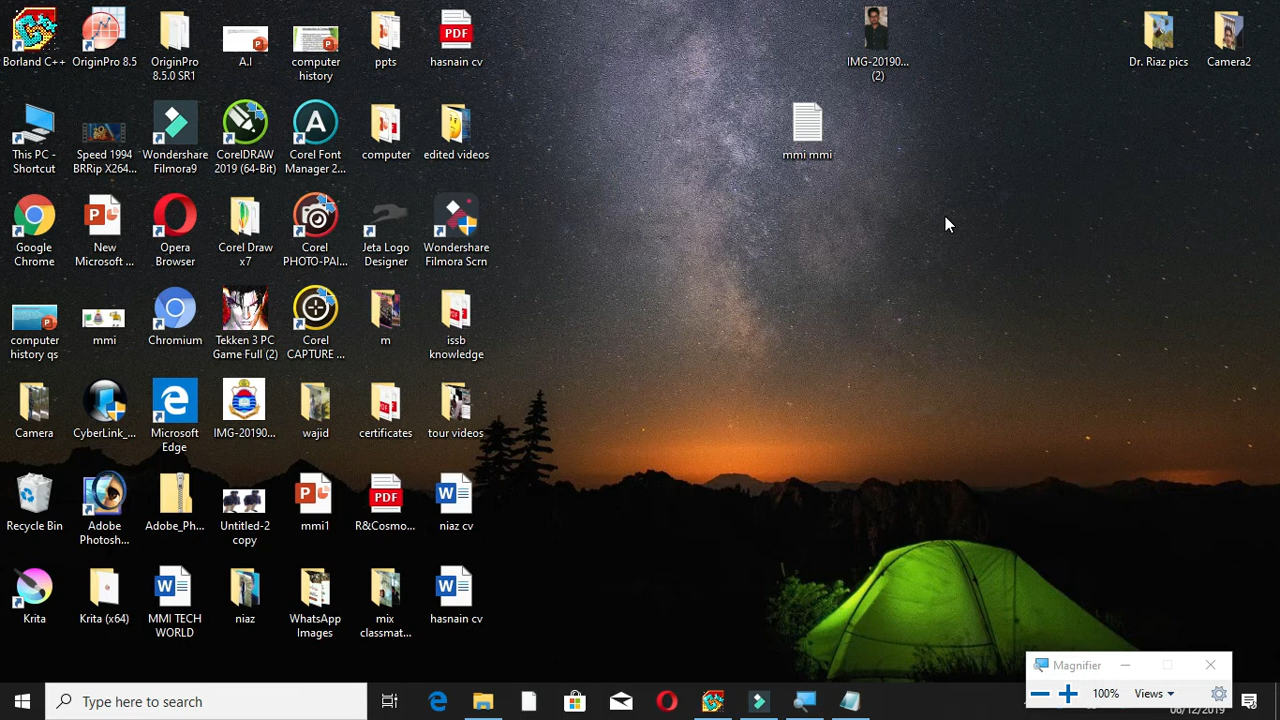 Borland C++
OriginPro 8.5
OriginPro
8.5.0 SR1
A.I
computer
history
ppts
PDF
hasnain cv
IMG-20190...
(2)
Dr. Riaz pics
Camera2
This PC -
Shortcut
Speed 1994
BRRip X264...
Wondershare
Filmora9
CorelDRAW
2019 (64-Bit)
Corel Font
Manager 2...
computer
edited videos
mmi mmi
Google
Chrome
New
Microsoft ...
Opera
Browser
Corel Draw
x7
Corel
PHOTO-PAI...
Jeta Logo
Designer
Wondershare
Filmora Scrn
computer
history qs
mmi
Chromium
Tekken 3 PC
Game Full (2)
Corel
CAPTURE ...
m
issb
knowledge
Camera
CyberLink_...
Microsoft
Edge
IMG-20190...
wajid
certificates
tour videos
Recycle Bin
Adobe
Photosh...
Adobe_Ph...
Untitled-2
copy
mmi1
PDF
R&Cosmo...
niaz cv
Krita
Krita (x64)
MMI TECH
WORLD
niaz
WhatsApp
Images
mix
classmat...
hasnain cv
Magnifier
100%
Views
Type here to search
08/12/2019